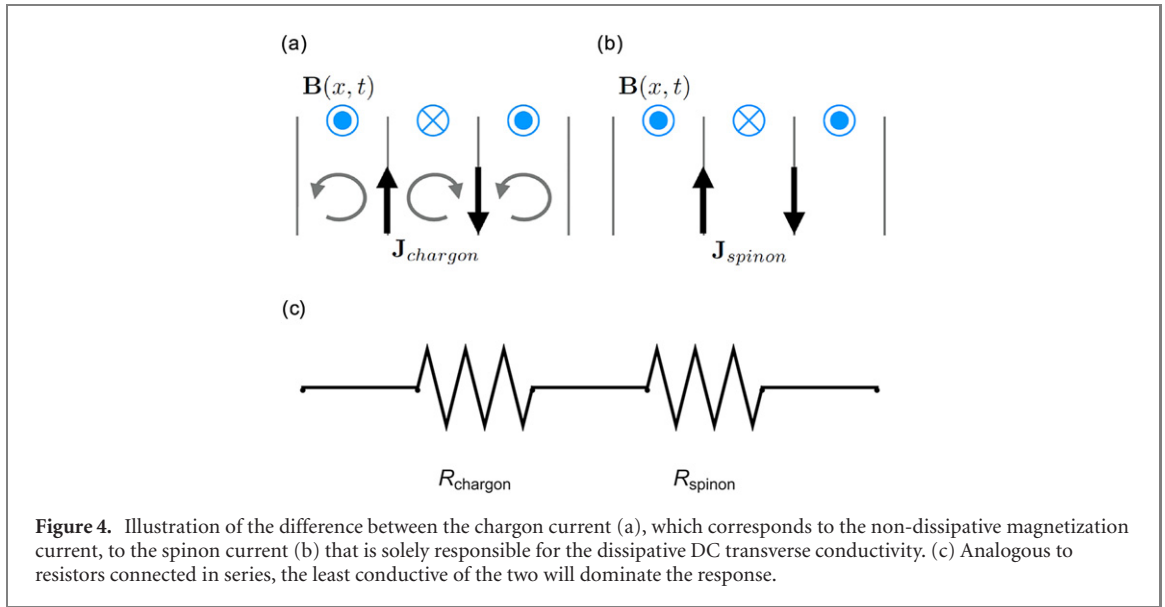 (a) (b)
B(x, t) B(x, t)
J_chargon J_spinon
(c)
R_chargon R_spinon
Figure 4. Illustration of the difference between the chargon current (a), which corresponds to the non-dissipative magnetization
current, to the spinon current (b) that is solely responsible for the dissipative DC transverse conductivity. (c) Analogous to
resistors connected in series, the least conductive of the two will dominate the response.